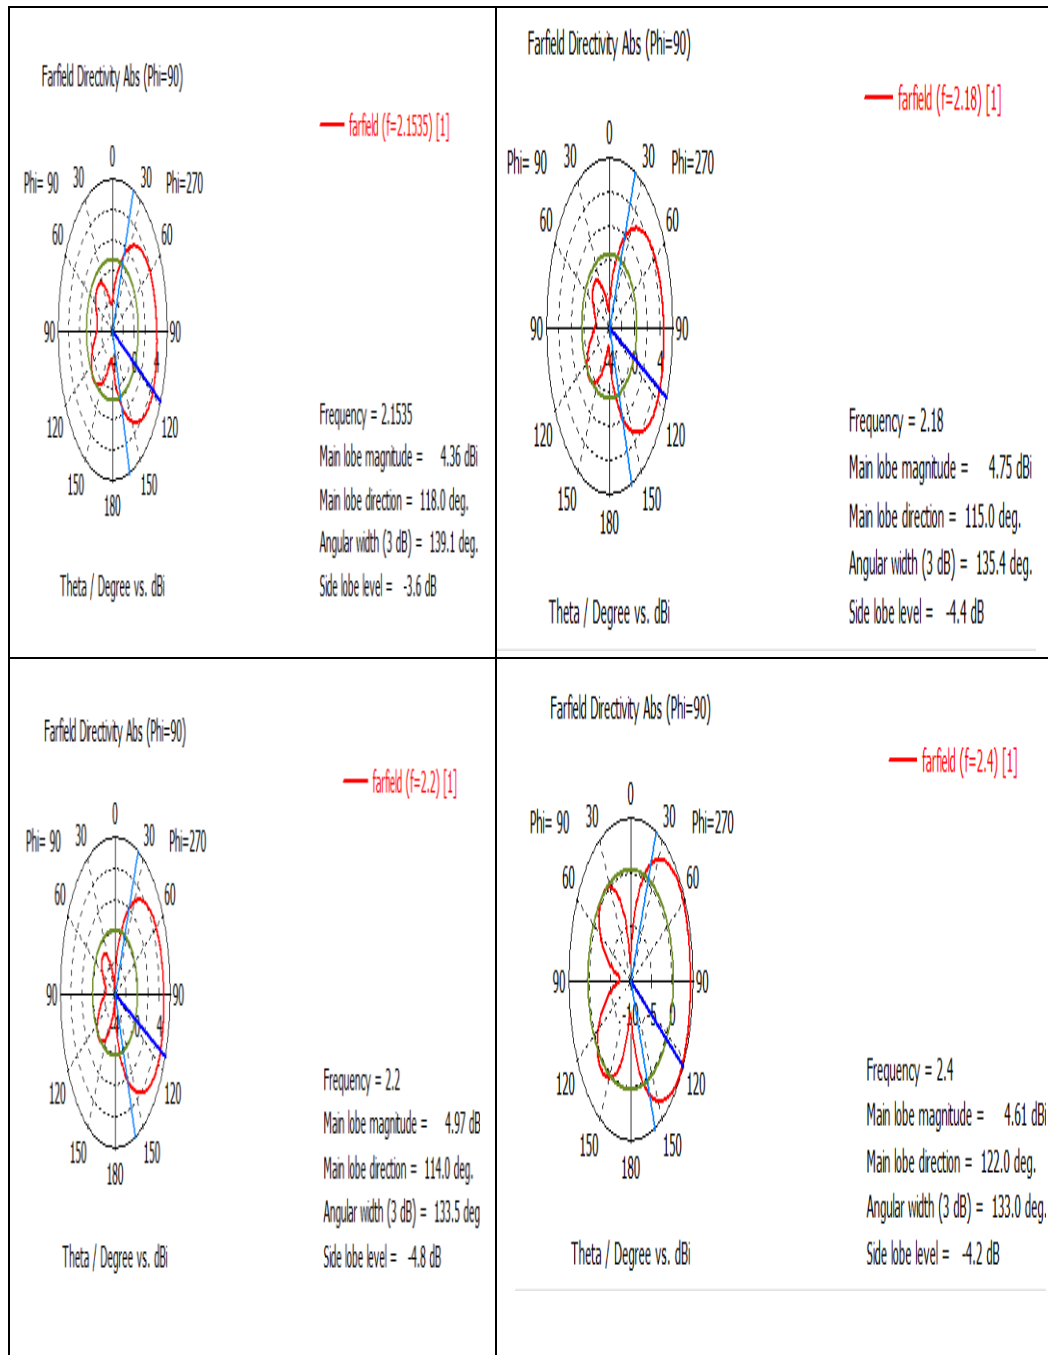 Farfield Directivity Abs (Phi=90)
farfield (f=2.1535) [1]
0
Phi= 90 30 30 Phi=270
60 60
90 0 4 90
120 120
150 150
180
Frequency = 2.1535
Main lobe magnitude = 4.36 dBi
Main lobe direction = 118.0 deg.
Angular width (3 dB) = 139.1 deg.
Side lobe level = -3.6 dB
Theta / Degree vs. dBi
Farfield Directivity Abs (Phi=90)
farfield (f=2.18) [1]
0
Phi= 90 30 30 Phi=270
60 60
90 90
-4 0 4
120 120
150 150
180
Frequency = 2.18
Main lobe magnitude = 4.75 dBi
Main lobe direction = 115.0 deg.
Angular width (3 dB) = 135.4 deg.
Side lobe level = -4.4 dB
Theta / Degree vs. dBi
Farfield Directivity Abs (Phi=90)
farfield (f=2.2) [1]
0
Phi= 90 30 30 Phi=270
60 60
90 90
-4 0 4
120 120
150 150
180
Frequency = 2.2
Main lobe magnitude = 4.97 dB
Main lobe direction = 114.0 deg.
Angular width (3 dB) = 133.5 deg
Side lobe level = -4.8 dB
Theta / Degree vs. dBi
Farfield Directivity Abs (Phi=90)
farfield (f=2.4) [1]
0
Phi= 90 30 30 Phi=270
60 60
90 90
-10 -5 0
120 120
150 150
180
Frequency = 2.4
Main lobe magnitude = 4.61 dBi
Main lobe direction = 122.0 deg.
Angular width (3 dB) = 133.0 deg.
Side lobe level = -4.2 dB
Theta / Degree vs. dBi